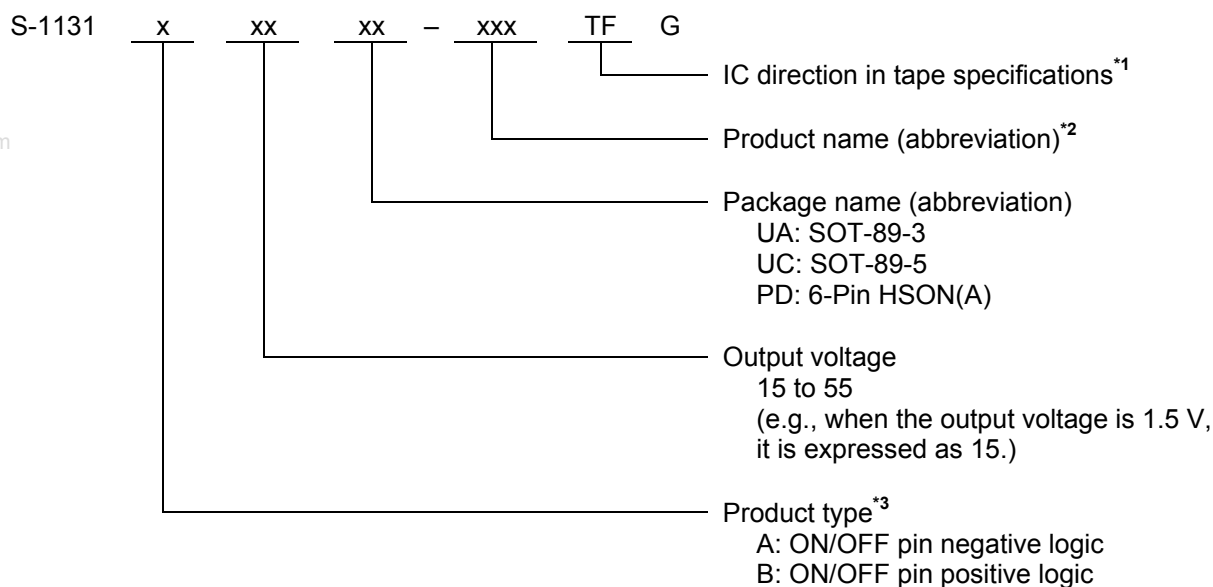 S-1131 x xx xx – xxx TF G
IC direction in tape specifications*1
m
Product name (abbreviation)*2
Package name (abbreviation)
UA: SOT-89-3
UC: SOT-89-5
PD: 6-Pin HSON(A)
Output voltage
15 to 55
(e.g., when the output voltage is 1.5 V,
it is expressed as 15.)
Product type*3
A: ON/OFF pin negative logic
B: ON/OFF pin positive logic